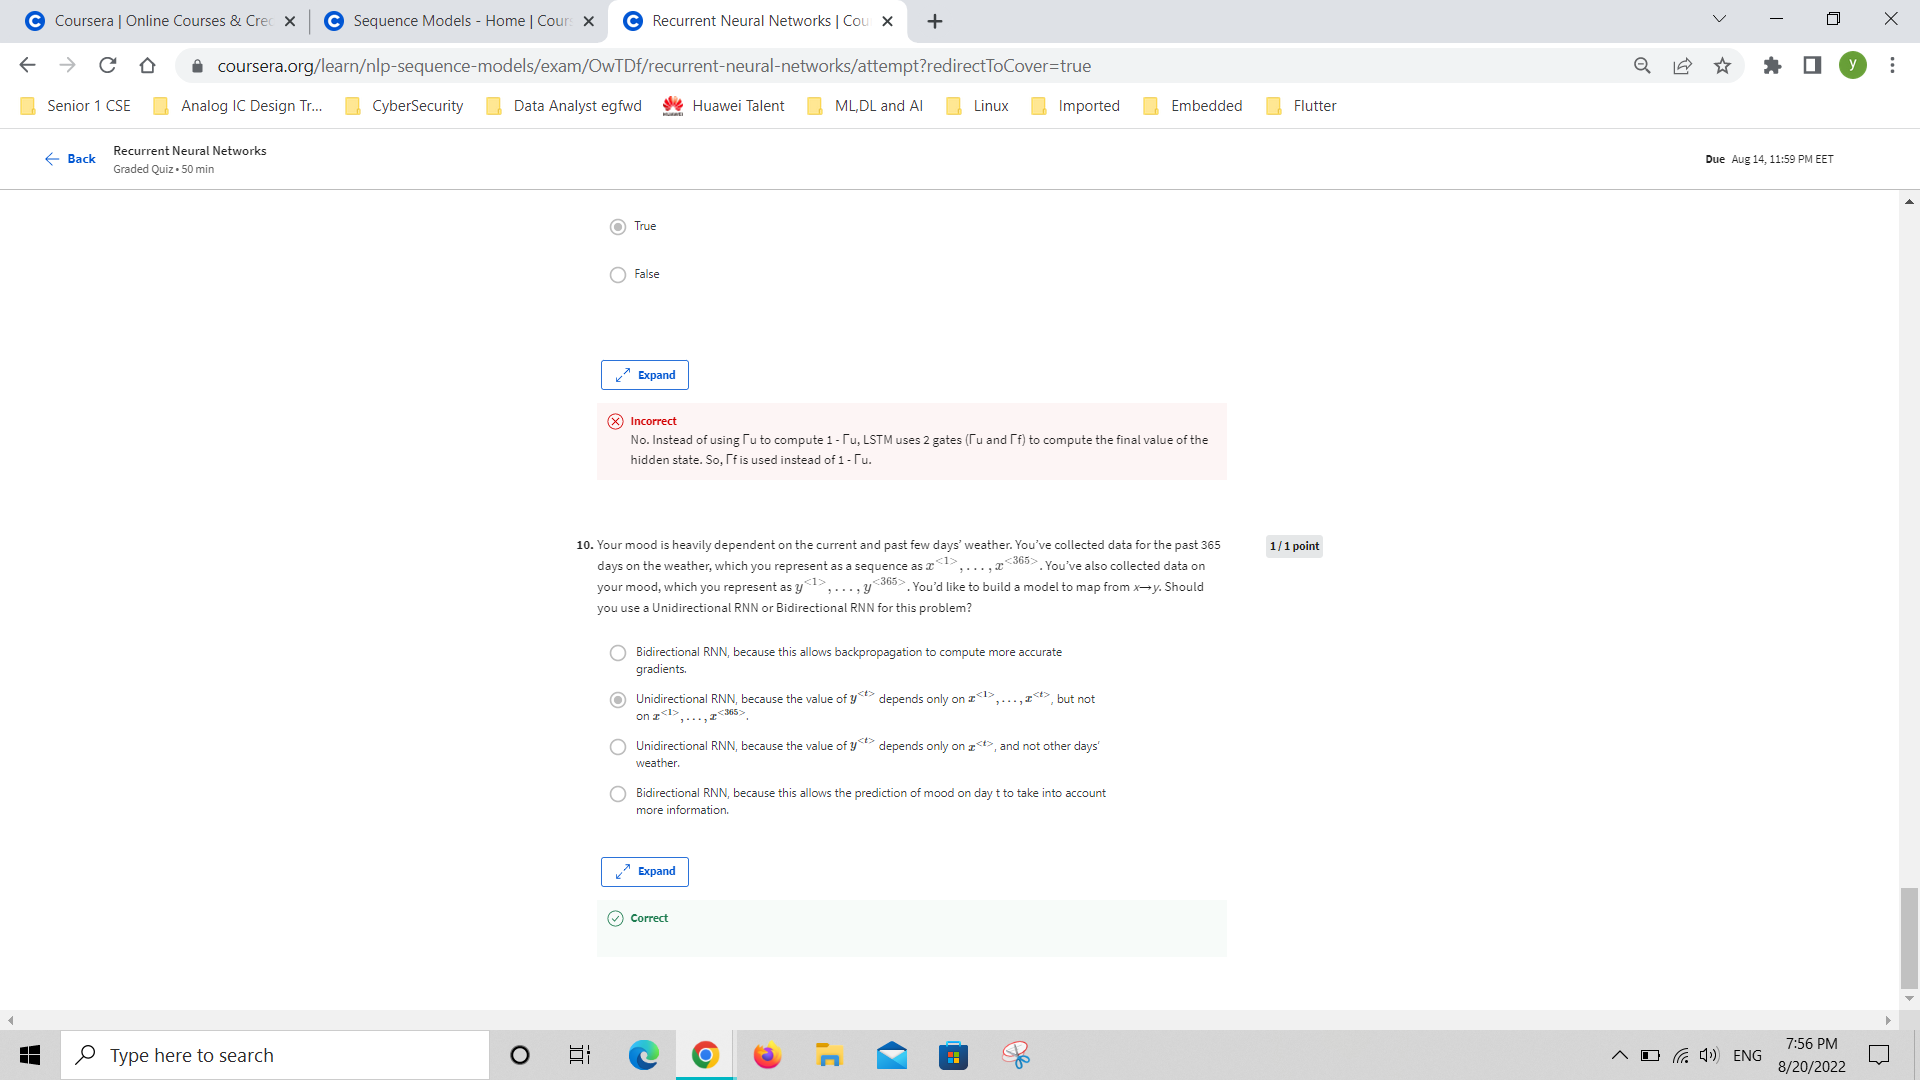 Coursera | Online Courses & Cre
Sequence Models - Home | Cour
Recurrent Neural Networks | Cou
coursera.org/learn/nlp-sequence-models/exam/OwTDf/recurrent-neural-networks/attempt?redirectToCover=true
y
Senior 1 CSE
Analog IC Design Tr...
CyberSecurity
Data Analyst egfwd
Huawei Talent
ML,DL and AI
Linux
Imported
Embedded
Flutter
Back
Recurrent Neural Networks
Graded Quiz • 50 min
Due Aug 14, 11:59 PM EET
True
False
Expand
Incorrect
No. Instead of using Γu to compute 1 - Γu, LSTM uses 2 gates (Γu and Γf) to compute the final value of the
hidden state. So, Γf is used instead of 1 - Γu.
10. Your mood is heavily dependent on the current and past few days' weather. You've collected data for the past 365
days on the weather, which you represent as a sequence as x<1>, . . . , x<365>. You've also collected data on
your mood, which you represent as y<1>, . . . , y<365>. You'd like to build a model to map from x→y. Should
you use a Unidirectional RNN or Bidirectional RNN for this problem?
1 / 1 point
Bidirectional RNN, because this allows backpropagation to compute more accurate
gradients.
Unidirectional RNN, because the value of y<t> depends only on x<1>, . . . , x<t>, but not
on x<1>, . . . , x<365>.
Unidirectional RNN, because the value of y<t> depends only on x<t>, and not other days'
weather.
Bidirectional RNN, because this allows the prediction of mood on day t to take into account
more information.
Expand
Correct
Type here to search
ENG
7:56 PM
8/20/2022